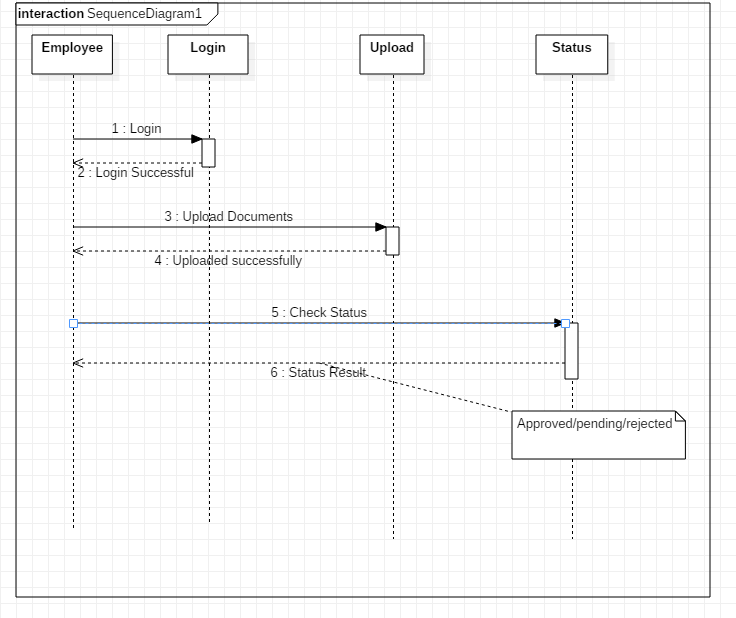 interaction SequenceDiagram1
Employee
Login
Upload
Status
1 : Login
2 : Login Successful
3 : Upload Documents
4 : Uploaded successfully
5 : Check Status
6 : Status Result
Approved/pending/rejected